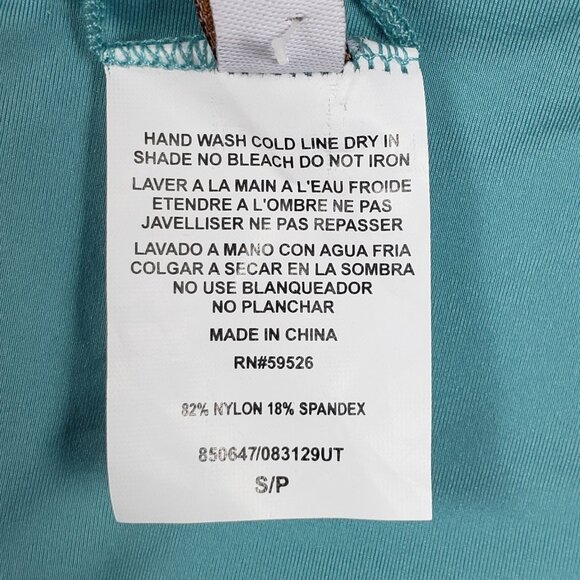 HAND WASH COLD LINE DRY IN
SHADE NO BLEACH DO NOT IRON
LAVER A LA MAIN A L'EAU FROIDE
ETENDRE A L'OMBRE NE PAS
JAVELLISER NE PAS REPASSER
LAVADO A MANO CON AGUA FRIA
COLGAR A SECAR EN LA SOMBRA
NO USE BLANQUEADOR
NO PLANCHAR
MADE IN CHINA
RN#59526
82% NYLON 18% SPANDEX
850647/083129UT
S/P